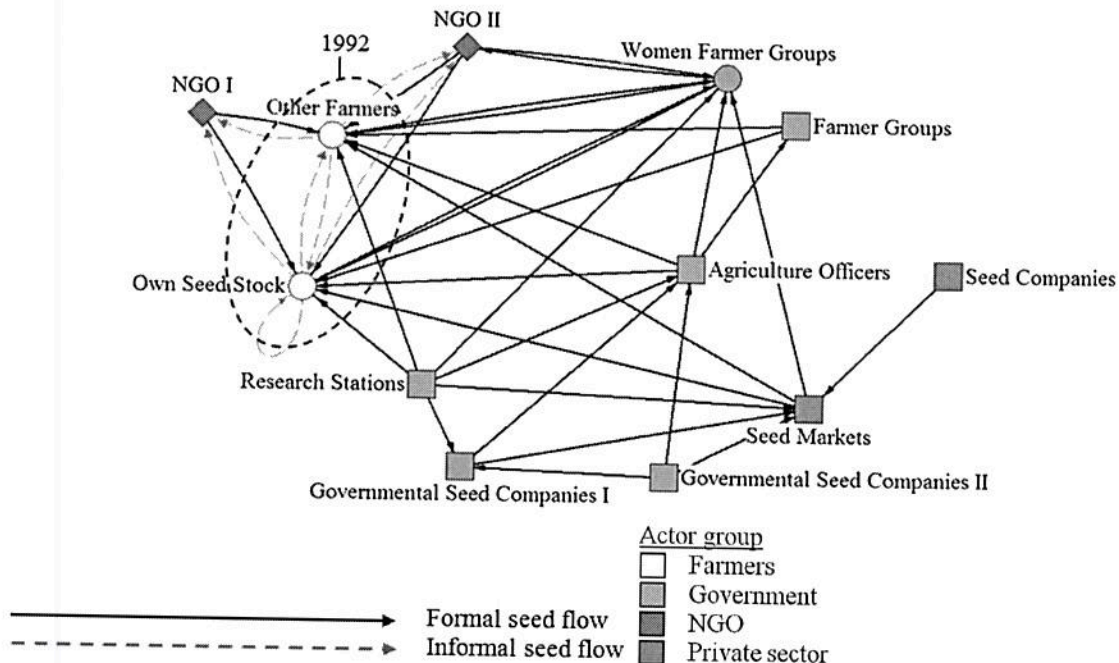 NGO II
1992
Women Farmer Groups
NGO I
Other Farmers
Farmer Groups
Agriculture Officers
Seed Companies
Own Seed Stock
Research Stations
Seed Markets
Governmental Seed Companies I
Governmental Seed Companies II
Actor group
Farmers
Government
Formal seed flow
NGO
Informal seed flow
Private sector